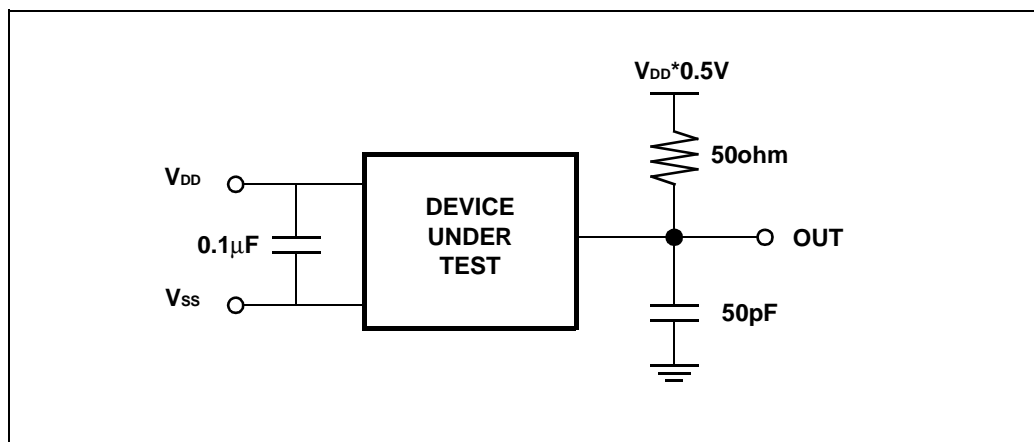 VDD*0.5V
50ohm
VDD
DEVICE
UNDER
TEST
0.1μF
OUT
VSS
50pF